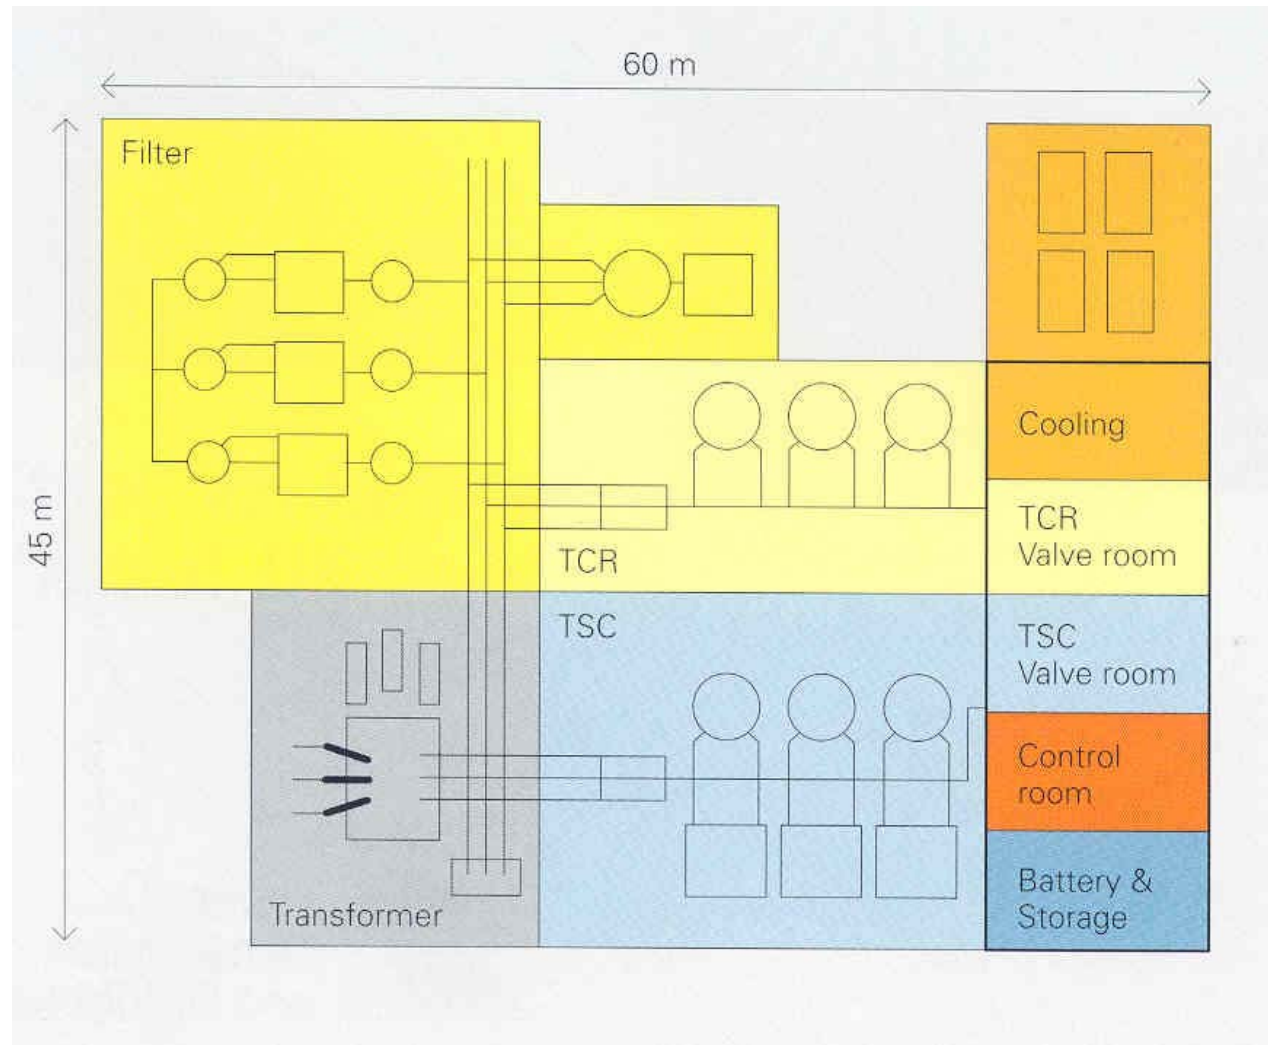 60 m
Filter
45 m
Cooling
TCR
Valve room
TCR
TSC
TSC
Valve room
Control
room
Battery &
Storage
Transformer